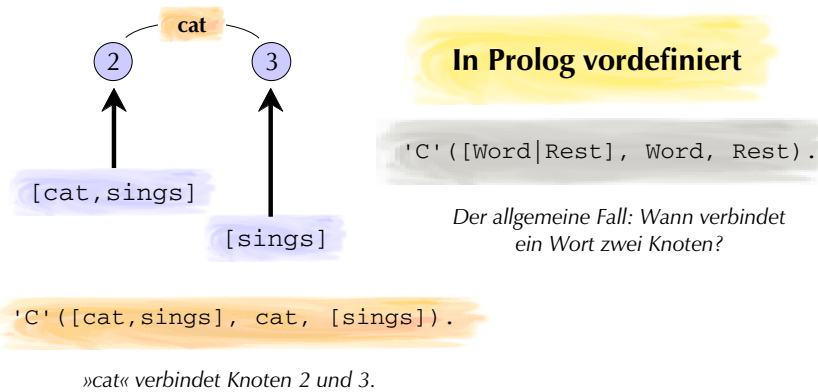 cat
2
3
[cat,sings]
[sings]
In Prolog vordefiniert
'C'([Word|Rest], Word, Rest).
Der allgemeine Fall: Wann verbindet
ein Wort zwei Knoten?
'C'([cat,sings], cat, [sings]).
»cat« verbindet Knoten 2 und 3.